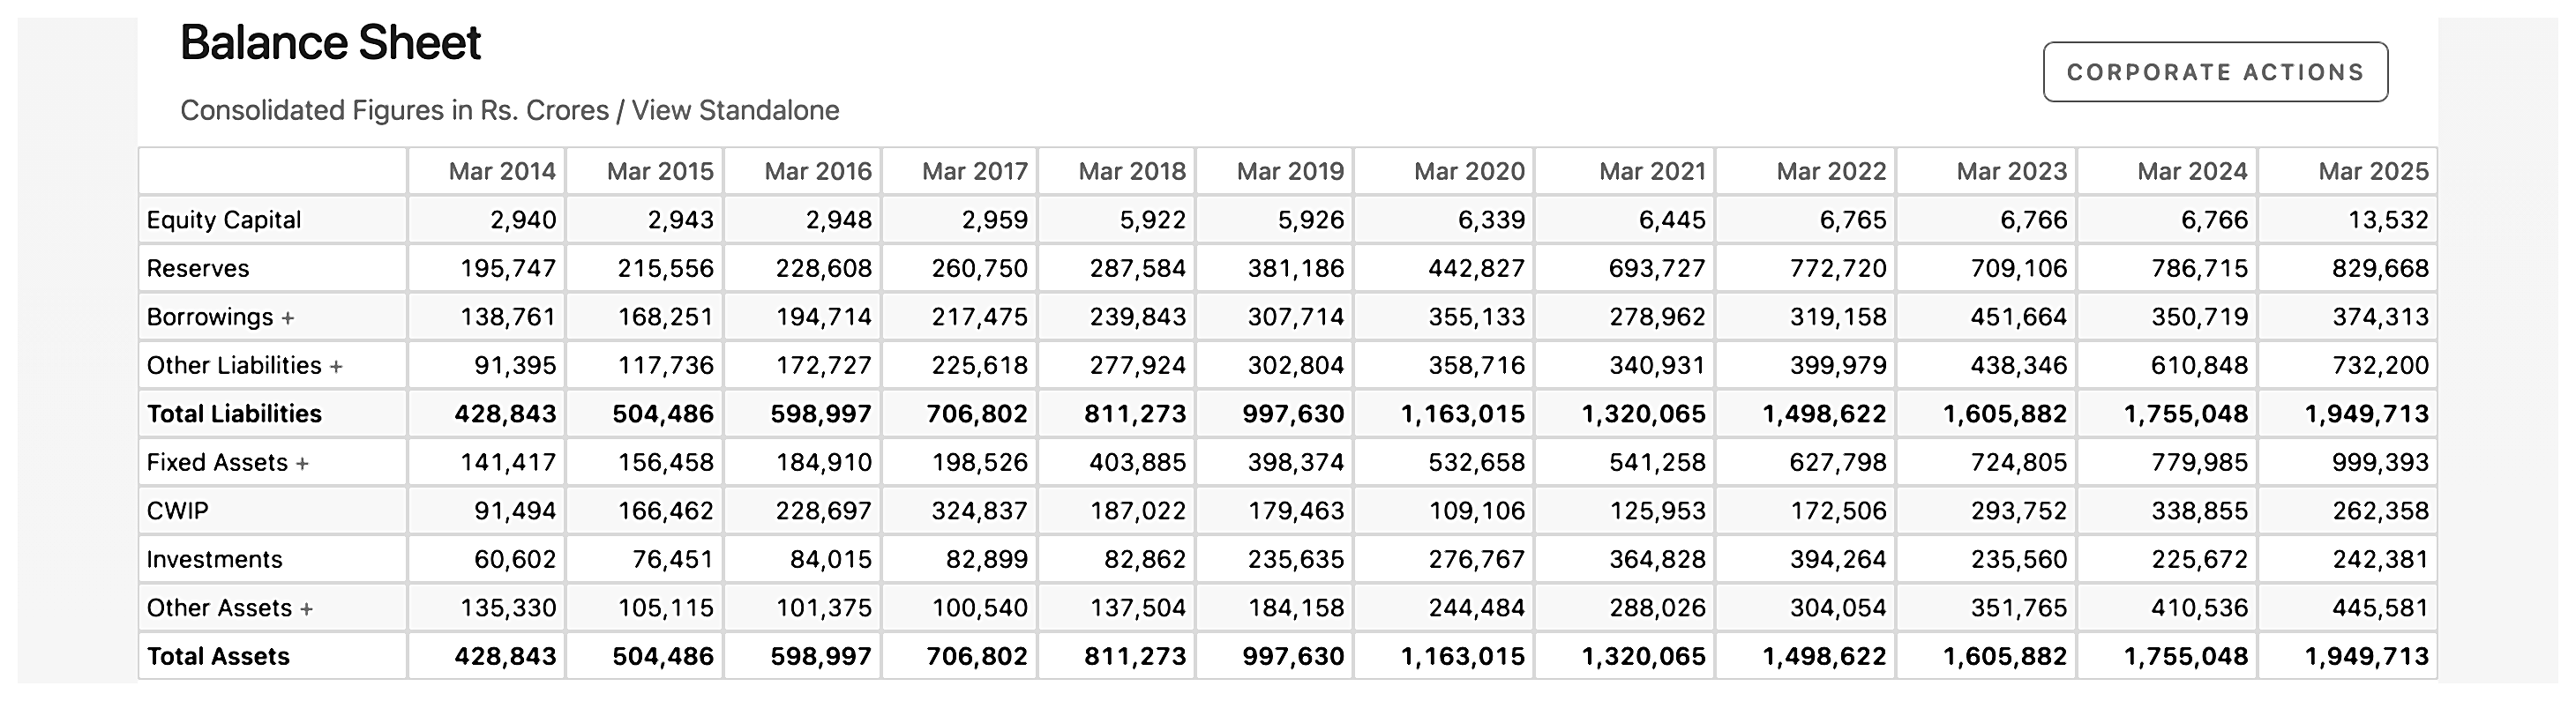 Balance Sheet
CORPORATE ACTIONS
Consolidated Figures in Rs. Crores / View Standalone
Mar 2014 Mar 2015 Mar 2016 Mar 2017 Mar 2018 Mar 2019 Mar 2020 Mar 2021 Mar 2022 Mar 2023 Mar 2024 Mar 2025
Equity Capital 2,940 2,943 2,948 2,959 5,922 5,926 6,339 6,445 6,765 6,766 6,766 13,532
Reserves 195,747 215,556 228,608 260,750 287,584 381,186 442,827 693,727 772,720 709,106 786,715 829,668
Borrowings + 138,761 168,251 194,714 217,475 239,843 307,714 355,133 278,962 319,158 451,664 350,719 374,313
Other Liabilities + 91,395 117,736 172,727 225,618 277,924 302,804 358,716 340,931 399,979 438,346 610,848 732,200
Total Liabilities 428,843 504,486 598,997 706,802 811,273 997,630 1,163,015 1,320,065 1,498,622 1,605,882 1,755,048 1,949,713
Fixed Assets + 141,417 156,458 184,910 198,526 403,885 398,374 532,658 541,258 627,798 724,805 779,985 999,393
CWIP 91,494 166,462 228,697 324,837 187,022 179,463 109,106 125,953 172,506 293,752 338,855 262,358
Investments 60,602 76,451 84,015 82,899 82,862 235,635 276,767 364,828 394,264 235,560 225,672 242,381
Other Assets + 135,330 105,115 101,375 100,540 137,504 184,158 244,484 288,026 304,054 351,765 410,536 445,581
Total Assets 428,843 504,486 598,997 706,802 811,273 997,630 1,163,015 1,320,065 1,498,622 1,605,882 1,755,048 1,949,713